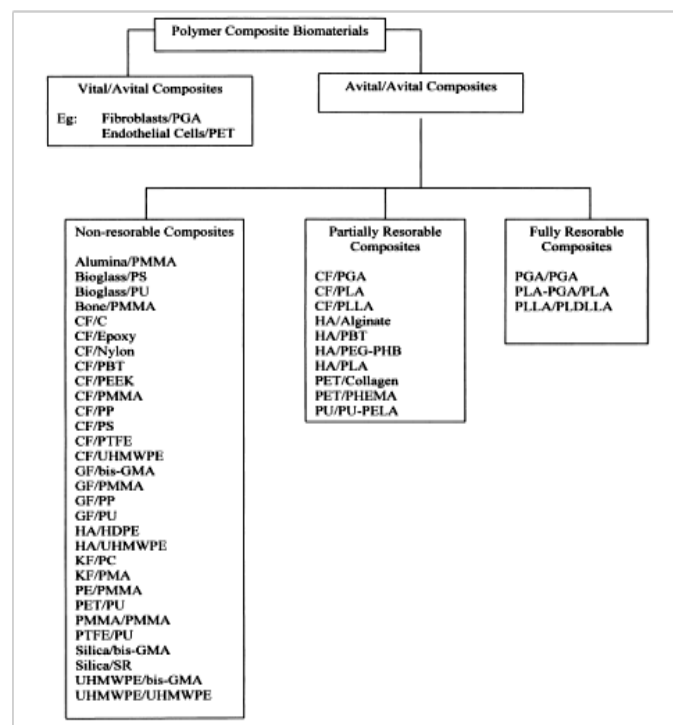 Polymer Composite Biomaterials
Vital/Avital Composites
Eg: Fibroblasts/PGA
Endothelial Cells/PET
Avital/Avital Composites
Non-resorable Composites
Alumina/PMMA
Bioglass/PS
Bioglass/PU
Bone/PMMA
CF/C
CF/Epoxy
CF/Nylon
CF/PBT
CF/PEEK
CF/PMMA
CF/PP
CF/PS
CF/PTFE
CF/UHMWPE
GF/bis-GMA
GF/PMMA
GF/PP
GF/PU
HA/HDPE
HA/UHMWPE
KF/PC
KF/PMA
PE/PMMA
PET/PU
PMMA/PMMA
PTFE/PU
Silica/bis-GMA
Silica/SR
UHMWPE/bis-GMA
UHMWPE/UHMWPE
Partially Resorable
Composites
CF/PGA
CF/PLA
CF/PLLA
HA/Alginate
HA/PBT
HA/PEG-PHB
HA/PLA
PET/Collagen
PET/PHEMA
PU/PU-PELA
Fully Resorable
Composites
PGA/PGA
PLA-PGA/PLA
PLLA/PLDLLA